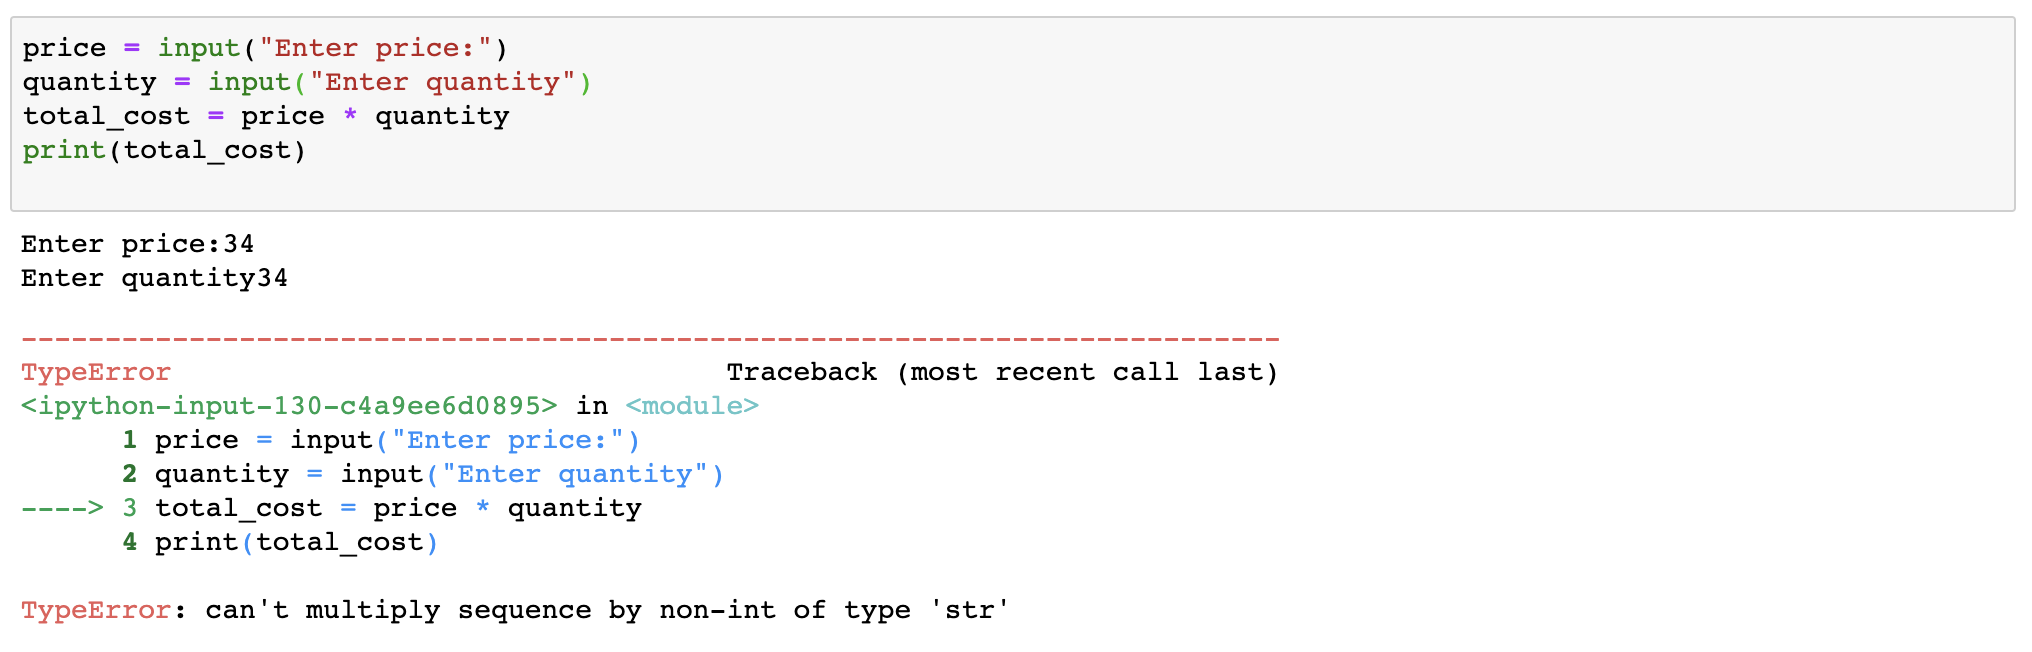 price = input("Enter price:")
quantity = input("Enter quantity")
total_cost = price * quantity
print(total_cost)
Enter price:34
Enter quantity34
---------------------------------------------------------------------------
TypeError                                 Traceback (most recent call last)
<ipython-input-130-c4a9ee6d0895> in <module>
      1 price = input("Enter price:")
      2 quantity = input("Enter quantity")
----> 3 total_cost = price * quantity
      4 print(total_cost)
TypeError: can't multiply sequence by non-int of type 'str'